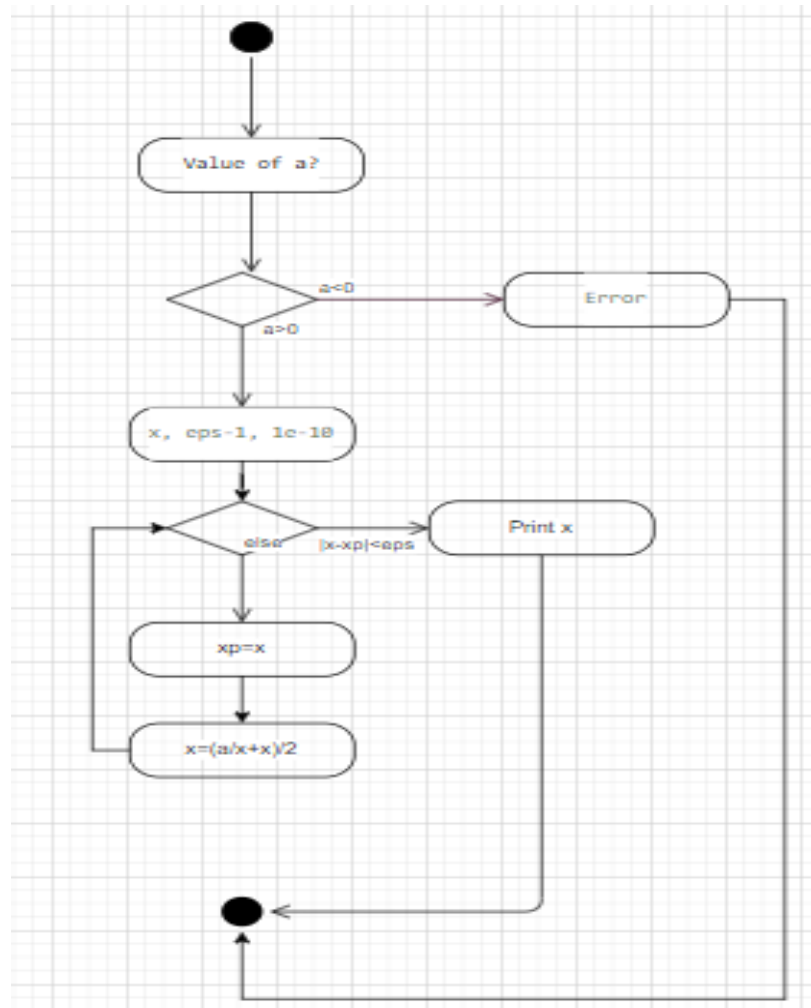 Value of a?
a<0
Error
a>0
x, eps-1, 1e-10
else
|x-xp|<eps
Print x
xp=x
x=(a/x+x)/2